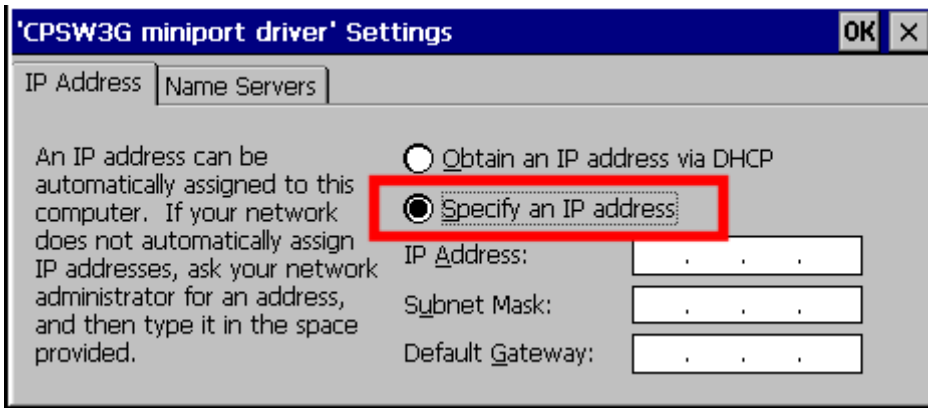 'CPSW3G miniport driver' Settings OK ×
IP Address Name Servers
An IP address can be
automatically assigned to this
computer. If your network
does not automatically assign
IP addresses, ask your network
administrator for an address,
and then type it in the space
provided.
Obtain an IP address via DHCP
Specify an IP address
IP Address: . . .
Subnet Mask: . . .
Default Gateway: . . .